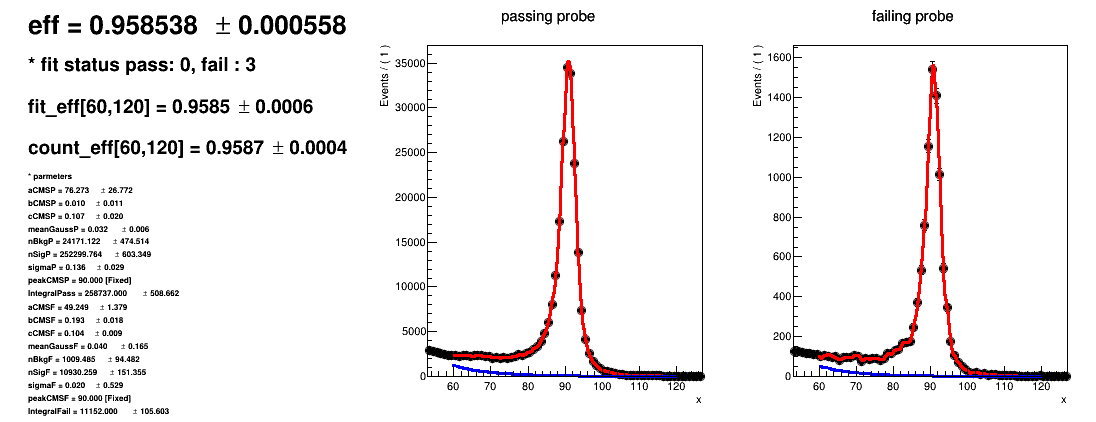 eff = 0.958538 ± 0.000558
* fit status pass: 0, fail : 3
fit_eff[60,120] = 0.9585 ± 0.0006
count_eff[60,120] = 0.9587 ± 0.0004
* parmeters
aCMSP = 76.273 ± 26.772
bCMSP = 0.010 ± 0.011
cCMSP = 0.107 ± 0.020
meanGaussP = 0.032 ± 0.006
nBkgP = 24171.122 ± 474.514
nSigP = 252299.764 ± 603.349
sigmaP = 0.136 ± 0.029
peakCMSP = 90.000 [Fixed]
IntegralPass = 258737.000 ± 508.662
aCMSF = 49.249 ± 1.379
bCMSF = 0.193 ± 0.018
cCMSF = 0.104 ± 0.009
meanGaussF = 0.040 ± 0.165
nBkgF = 1009.485 ± 94.482
nSigF = 10930.259 ± 151.355
sigmaF = 0.020 ± 0.529
peakCMSF = 90.000 [Fixed]
IntegralFail = 11152.000 ± 105.603
passing probe
Events / ( 1 )
35000
30000
25000
20000
15000
10000
5000
0
60 70 80 90 100 110 120
x
failing probe
Events / ( 1 )
1600
1400
1200
1000
800
600
400
200
0
60 70 80 90 100 110 120
x